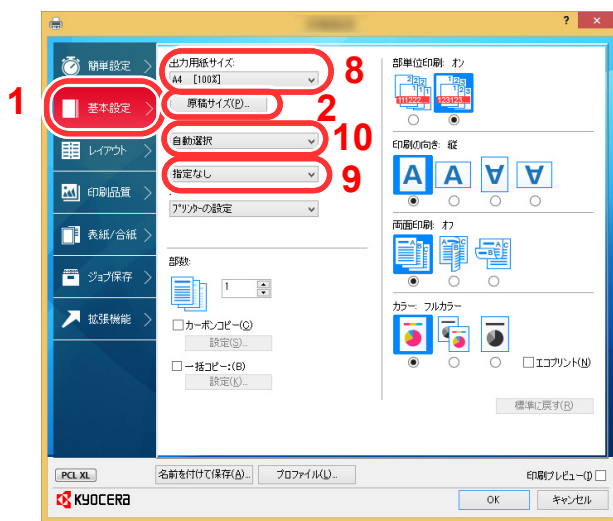 ? ×
簡単設定
基本設定
レイアウト
印刷品質
表紙/合紙
ジョブ保存
拡張機能
1
出力用紙サイズ:
A4 [100%]
8
原稿サイズ(P)...
2
自動選択
10
指定なし
9
プリンターの設定
部数:
1
カーボンコピー(C)
設定(S)...
一括コピー:(B)
設定(K)...
部単位印刷: オン
222 123
111222 123123
印刷の向き: 縦
A A A A
両面印刷: オフ
A B C A B C A B C
カラー: フルカラー
エコプリント(N)
標準に戻す(R)
PCL XL
名前を付けて保存(A)...
プロファイル(L)...
印刷プレビュー(I)
KYOCERA
OK
キャンセル